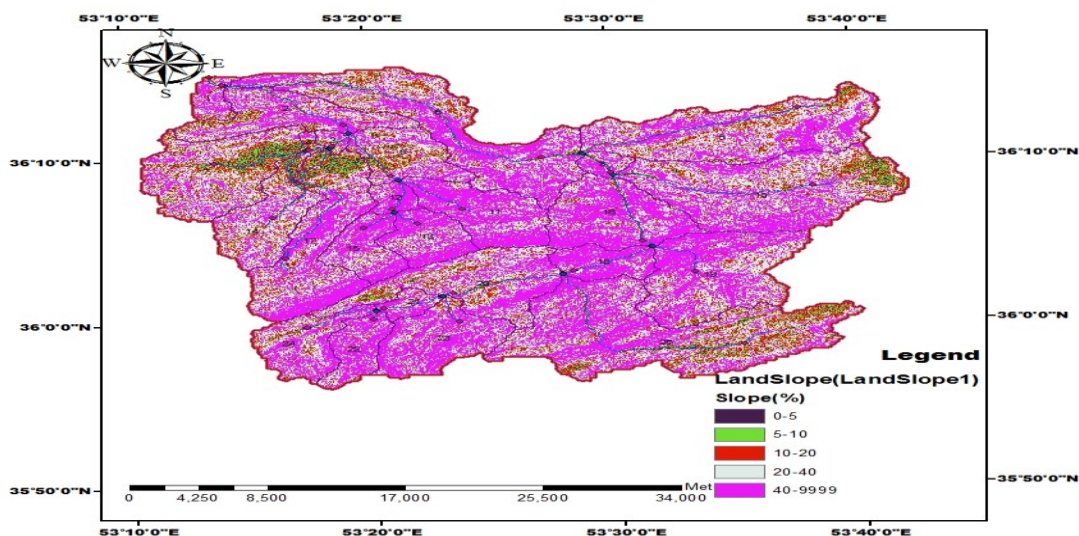 53°10'0"E 53°20'0"E 53°30'0"E 53°40'0"E
N
W E
S
36°10'0"N 36°10'0"N
36°0'0"N 36°0'0"N
Legend
LandSlope(LandSlope1)
Slope(%)
0-5
5-10
10-20
20-40
40-9999
Met
0 4,250 8,500 17,000 25,500 34,000
35°50'0"N 35°50'0"N
53°10'0"E 53°20'0"E 53°30'0"E 53°40'0"E